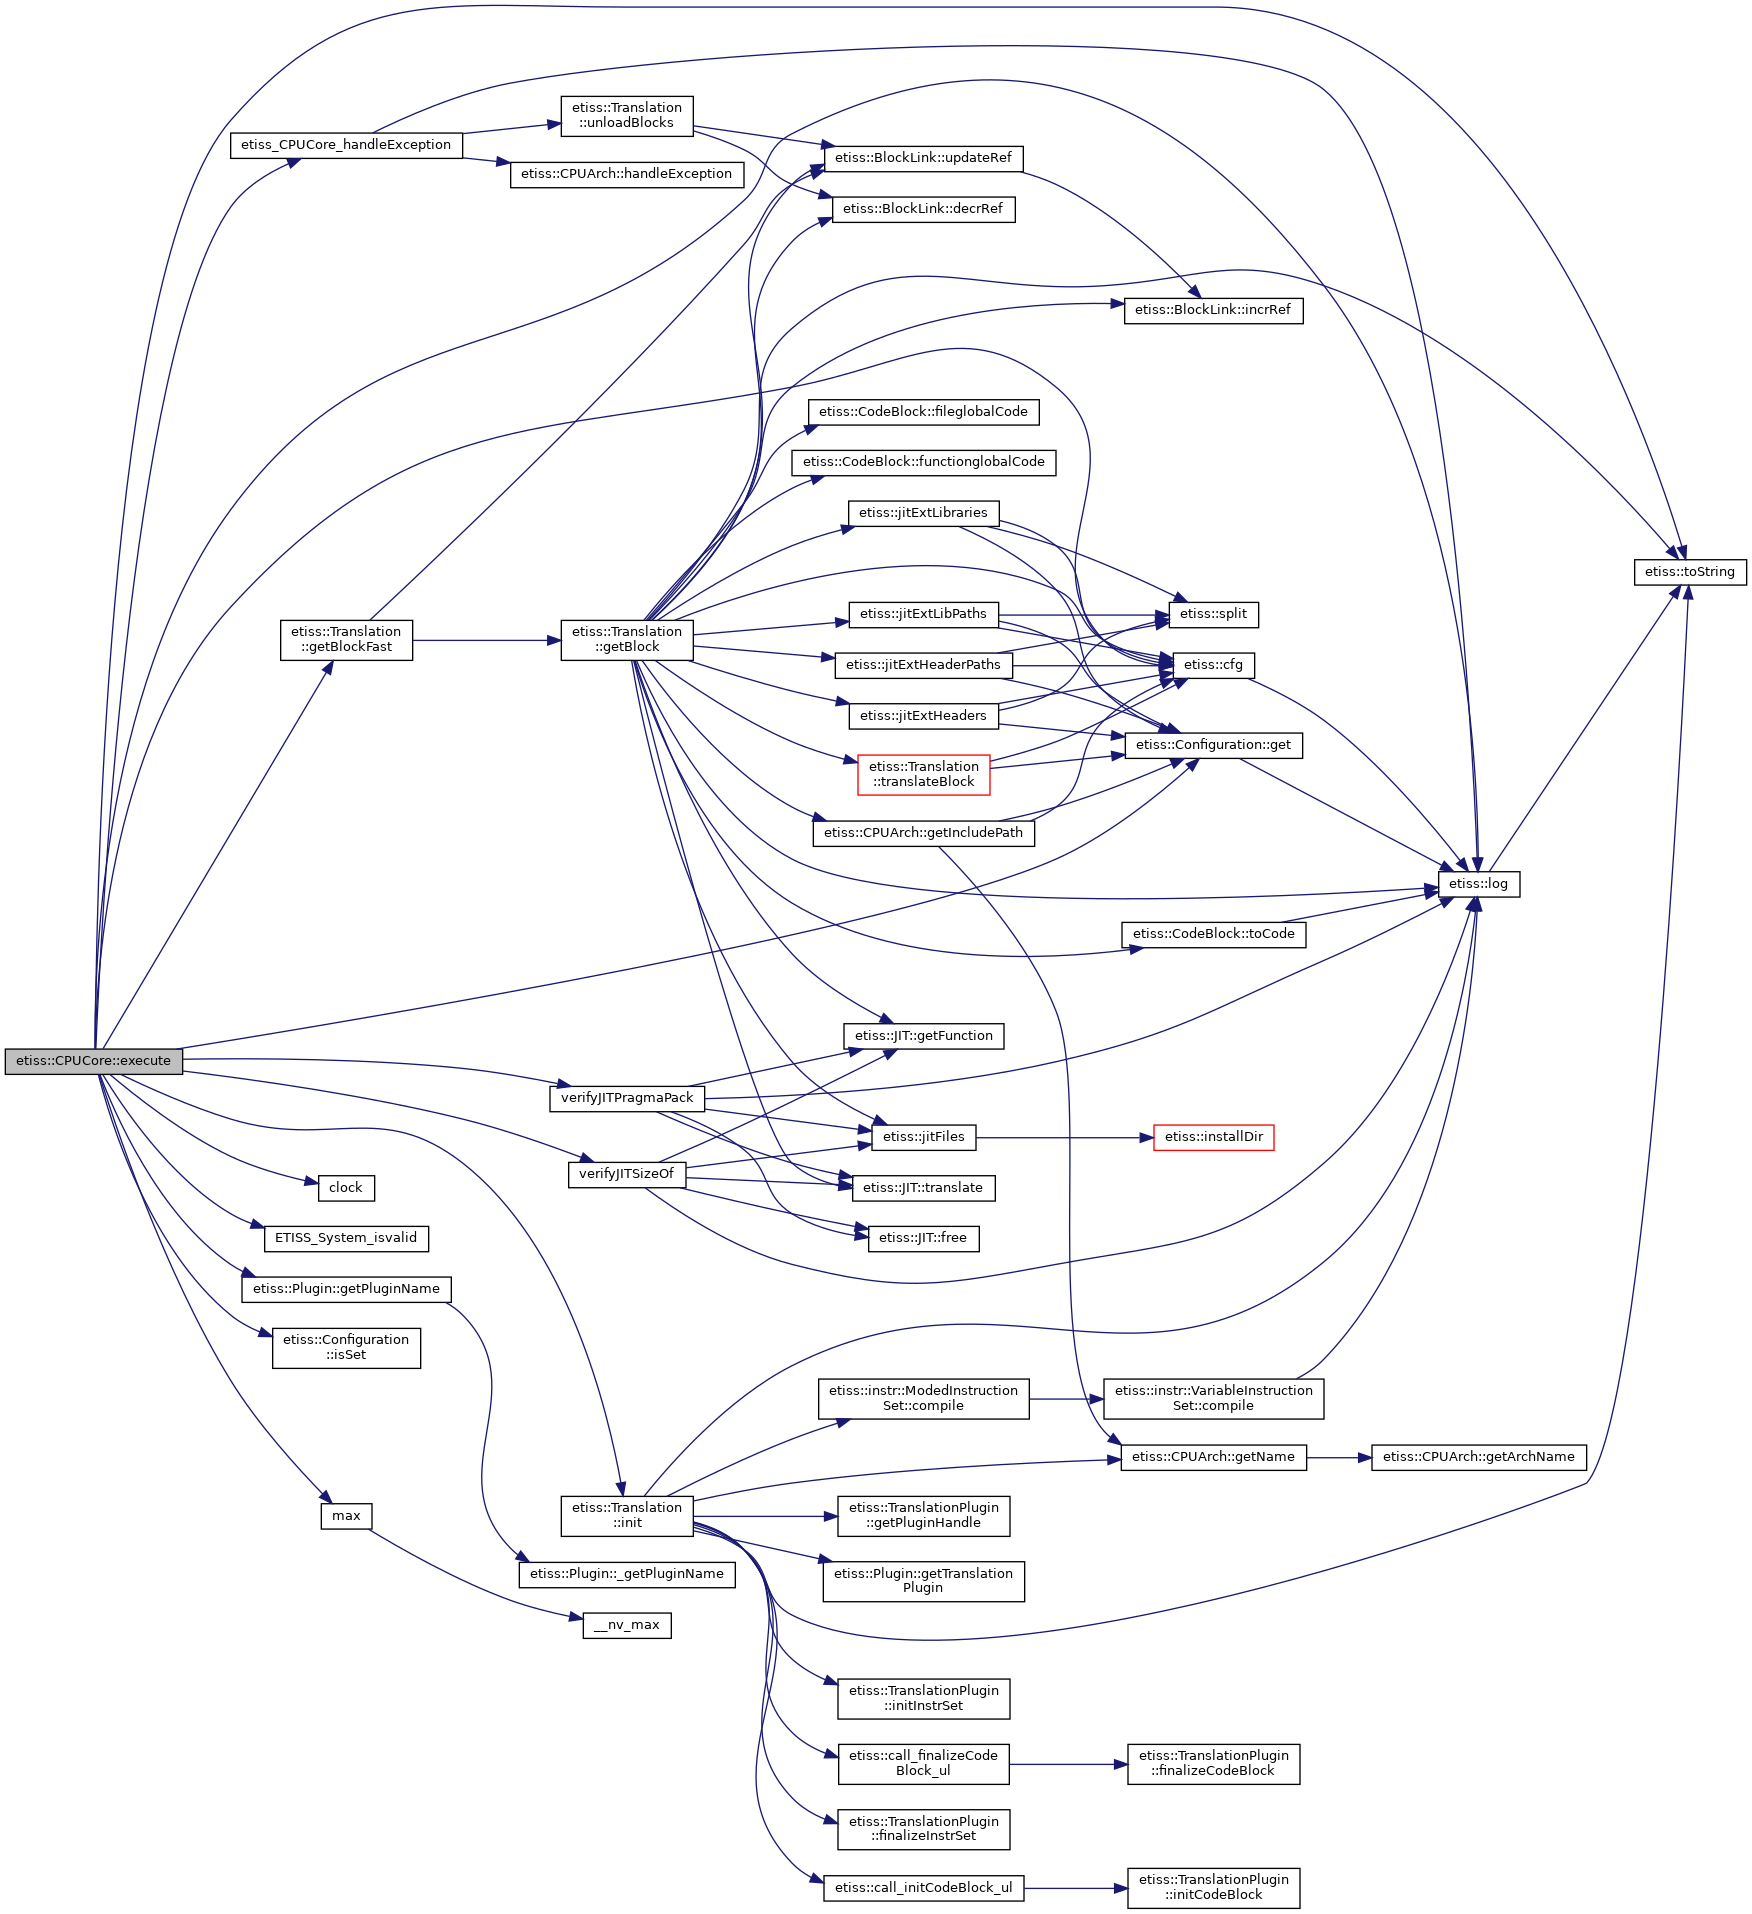 etiss::Translation
::unloadBlocks
etiss_CPUCore_handleException
etiss::BlockLink::updateRef
etiss::CPUArch::handleException
etiss::BlockLink::decrRef
etiss::BlockLink::incrRef
etiss::CodeBlock::fileglobalCode
etiss::CodeBlock::functionglobalCode
etiss::jitExtLibraries
etiss::toString
etiss::jitExtLibPaths
etiss::split
etiss::Translation
::getBlockFast
etiss::Translation
::getBlock
etiss::jitExtHeaderPaths
etiss::cfg
etiss::jitExtHeaders
etiss::Configuration::get
etiss::Translation
::translateBlock
etiss::CPUArch::getIncludePath
etiss::log
etiss::CodeBlock::toCode
etiss::JIT::getFunction
etiss::CPUCore::execute
verifyJITPragmaPack
etiss::jitFiles
etiss::installDir
verifyJITSizeOf
clock
etiss::JIT::translate
ETISS_System_isvalid
etiss::JIT::free
etiss::Plugin::getPluginName
etiss::Configuration
::isSet
etiss::instr::ModedInstruction
Set::compile
etiss::instr::VariableInstruction
Set::compile
etiss::CPUArch::getName
etiss::CPUArch::getArchName
max
etiss::Translation
::init
etiss::TranslationPlugin
::getPluginHandle
etiss::Plugin::_getPluginName
etiss::Plugin::getTranslation
Plugin
__nv_max
etiss::TranslationPlugin
::initInstrSet
etiss::call_finalizeCode
Block_ul
etiss::TranslationPlugin
::finalizeCodeBlock
etiss::TranslationPlugin
::finalizeInstrSet
etiss::call_initCodeBlock_ul
etiss::TranslationPlugin
::initCodeBlock